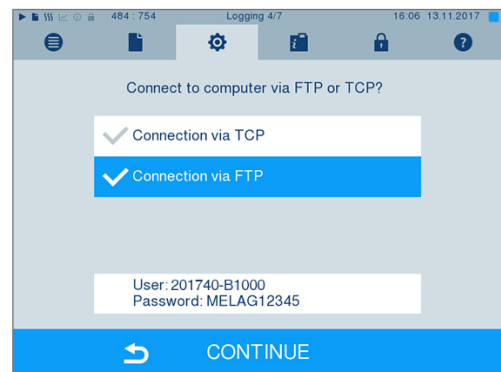 484 : 754 Logging 4/7 16:06 13.11.2017
Connect to computer via FTP or TCP?
Connection via TCP
Connection via FTP
User: 201740-B1000
Password: MELAG12345
CONTINUE